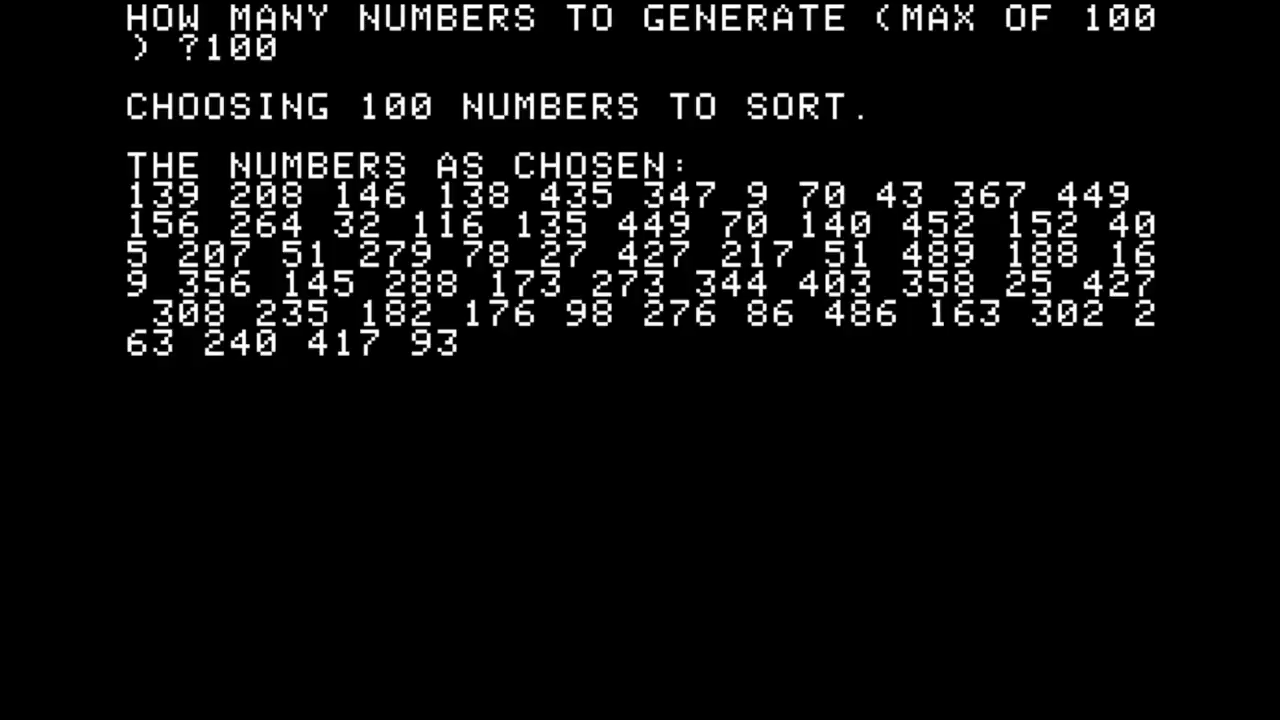 HOW MANY NUMBERS TO GENERATE (MAX OF 100
) ?100
CHOOSING 100 NUMBERS TO SORT.
THE NUMBERS AS CHOSEN:
139 208 146 138 435 347 9 70 43 367 449
156 264 32 116 135 449 70 140 452 152 40
5 207 51 279 78 27 427 217 51 489 188 16
9 356 145 288 173 273 344 403 358 25 427
 308 235 182 176 98 276 86 486 163 302 2
63 240 417 93